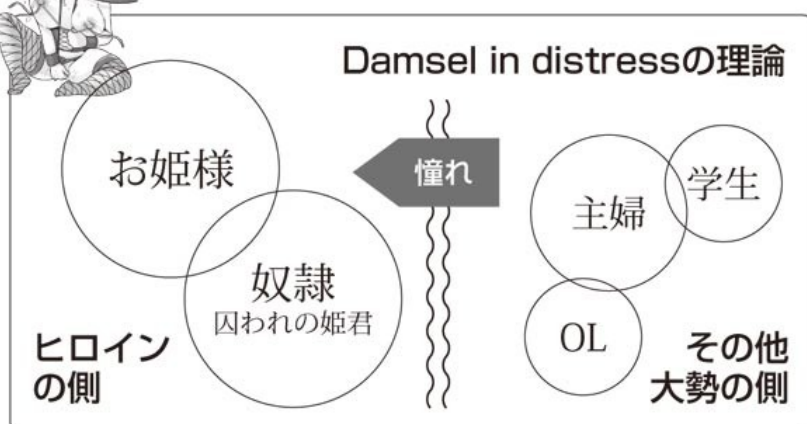 Damsel in distressの理論
お姫様
奴隷
囚われの姫君
ヒロイン
の側
憧れ
主婦
学生
OL
その他
大勢の側